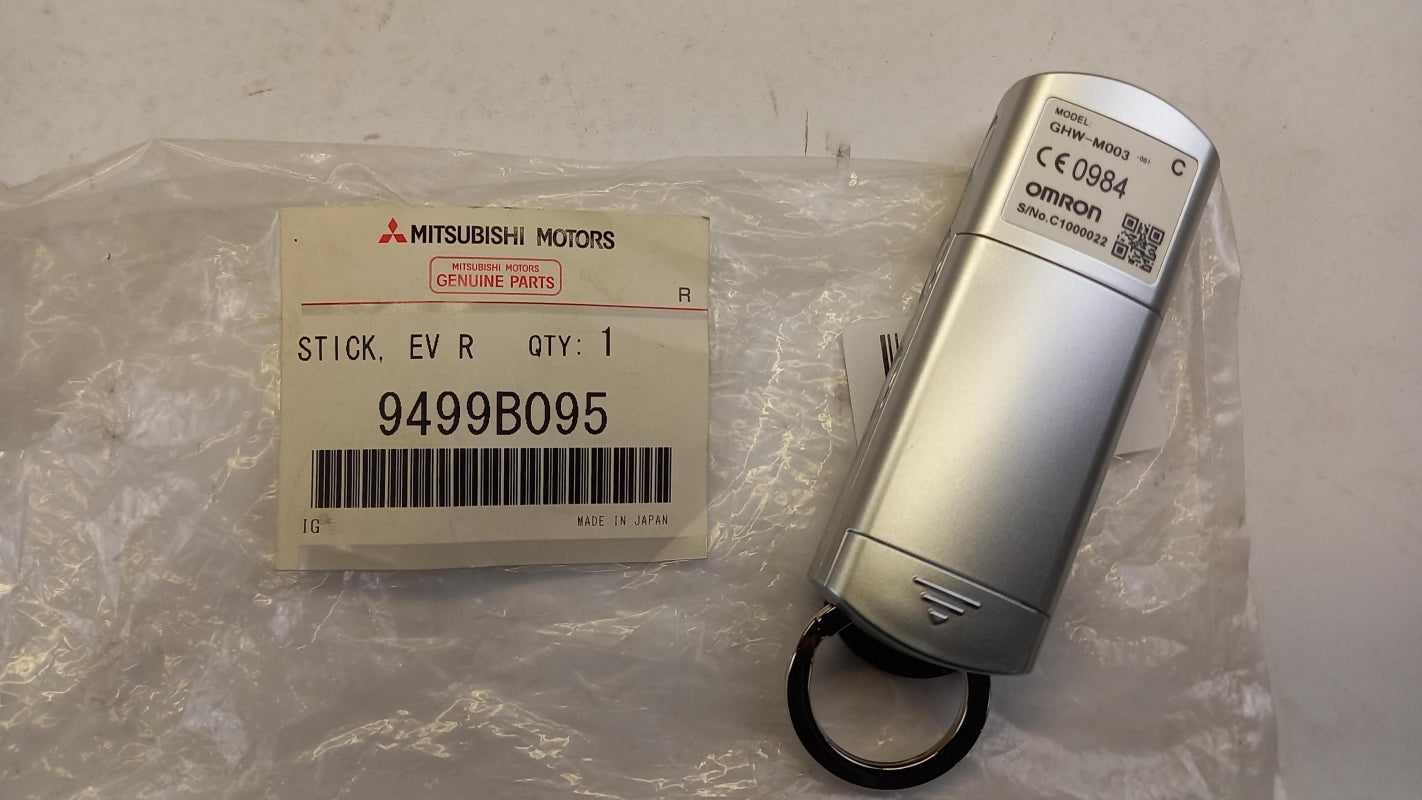 MITSUBISHI MOTORS
MITSUBISHI MOTORS
GENUINE PARTS
R
STICK, EV R QTY: 1
9499B095
IG MADE IN JAPAN
MODEL:
GHW-M003 -001 C
CE 0984
OMRON
S/No.C1000022